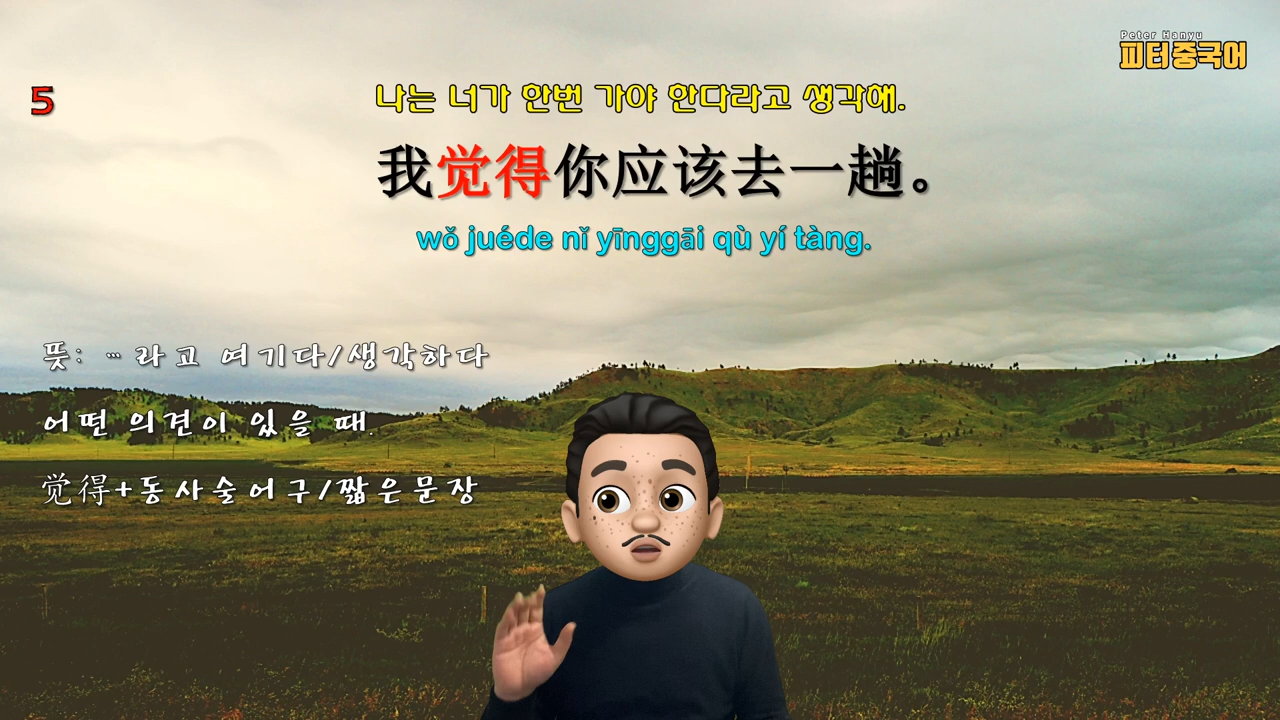 Peter Hanyu
피터중국어
5
나는 너가 한번 가야 한다라고 생각해.
我觉得你应该去一趟。
wǒ juéde nǐ yīnggāi qù yí tàng.
뜻: …라고 여기다/생각하다
어떤 의견이 있을 때.
觉得+동사술어구/짧은문장